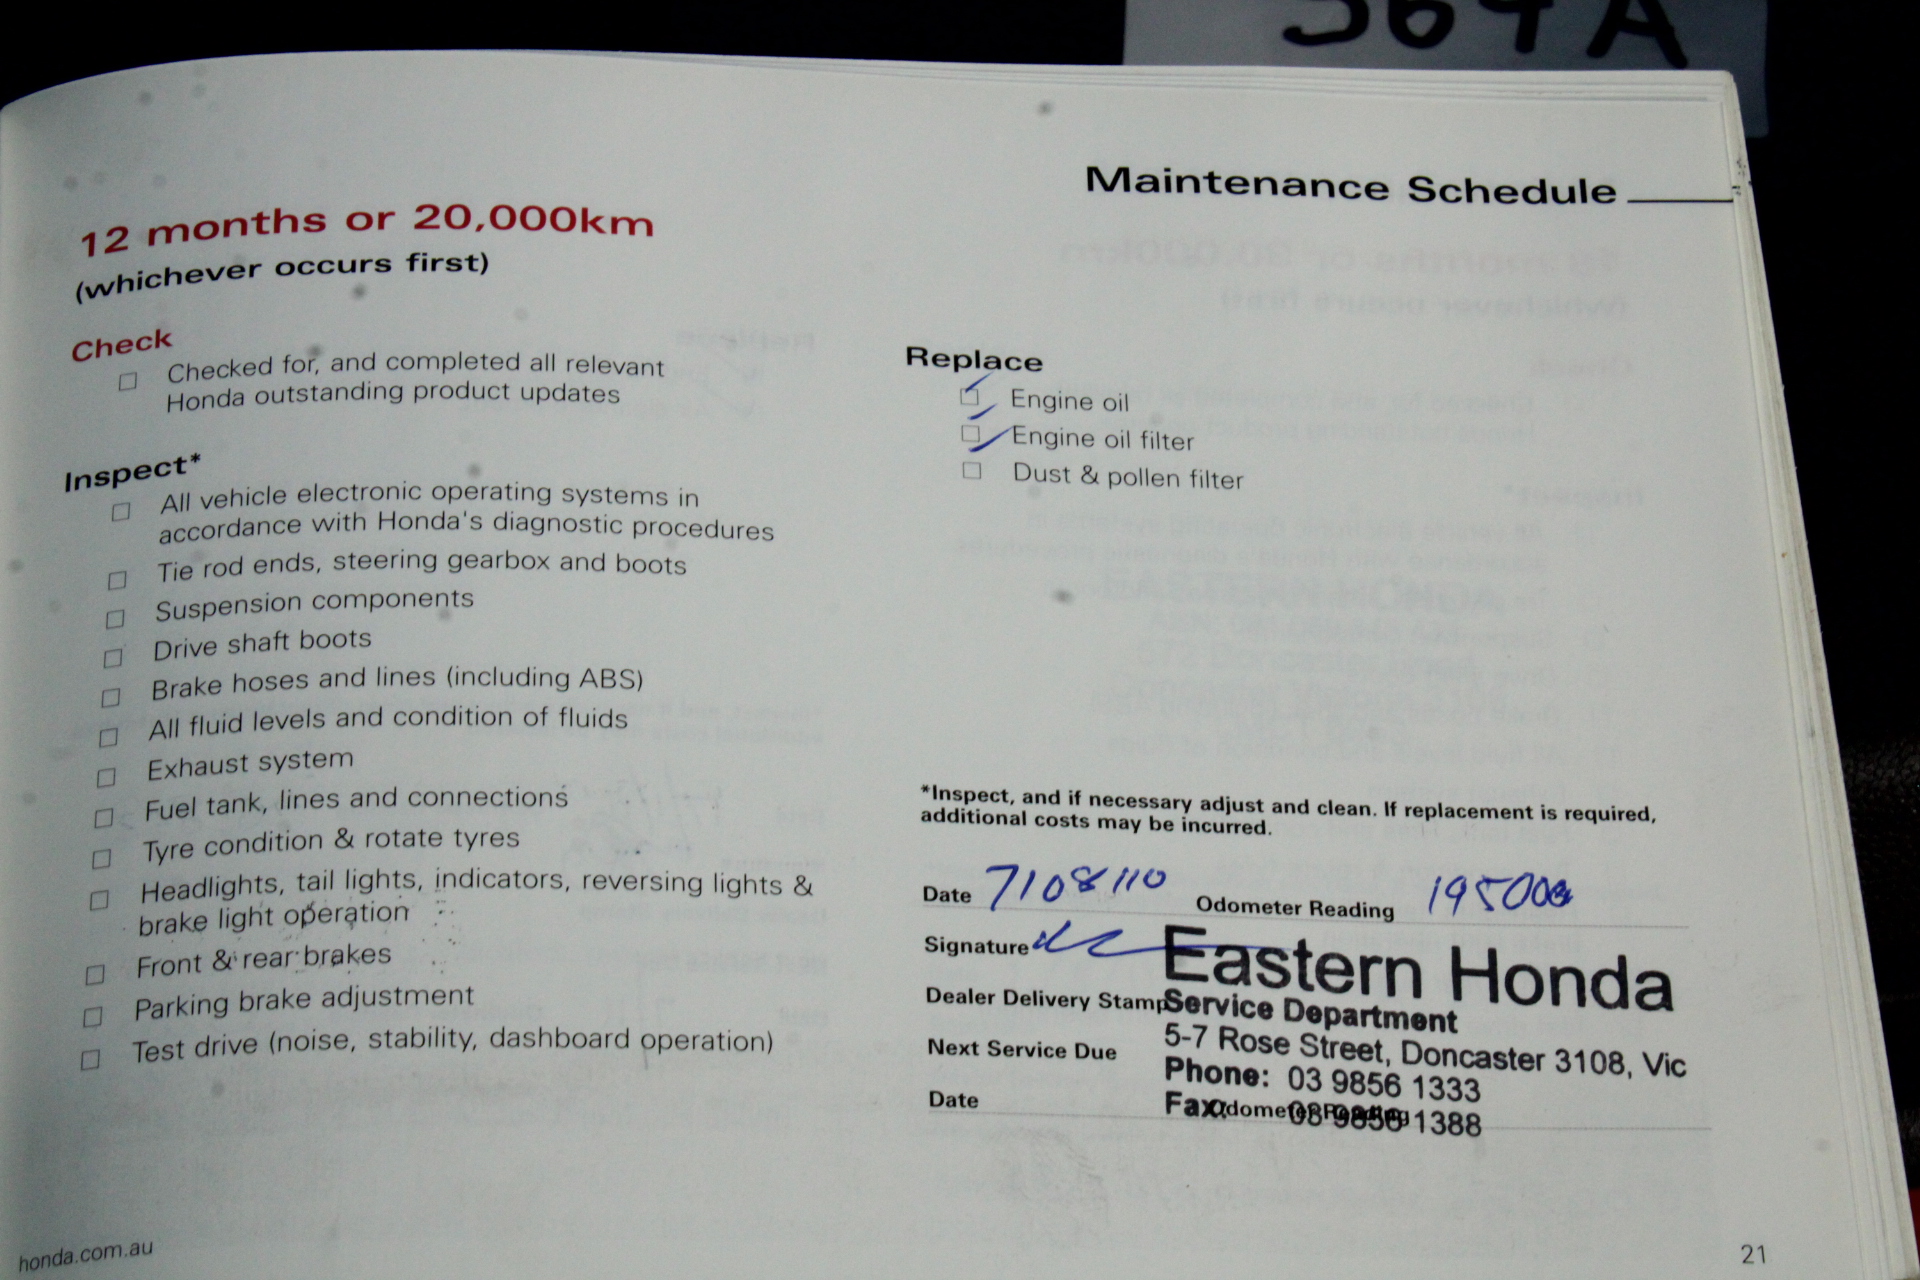 Maintenance Schedule
12 months or 20,000km
(whichever occurs first)
Check
Checked for, and completed all relevant
Honda outstanding product updates
Inspect*
All vehicle electronic operating systems in
accordance with Honda's diagnostic procedures
Tie rod ends, steering gearbox and boots
Suspension components
Drive shaft boots
Brake hoses and lines (including ABS)
All fluid levels and condition of fluids
Exhaust system
Fuel tank, lines and connections
Tyre condition & rotate tyres
Headlights, tail lights, indicators, reversing lights &
brake light operation
Front & rear brakes
Parking brake adjustment
Test drive (noise, stability, dashboard operation)
Replace
Engine oil
Engine oil filter
Dust & pollen filter
*Inspect, and if necessary adjust and clean. If replacement is required,
additional costs may be incurred.
Date 7/08/10 Odometer Reading
Signature
Eastern Honda
Dealer Delivery Stamp
Service Department
5-7 Rose Street, Doncaster 3108, Vic
Next Service Due
Phone: 03 9856 1333
Date Odometer Reading
Fax: 03 9856 1388
honda.com.au
21